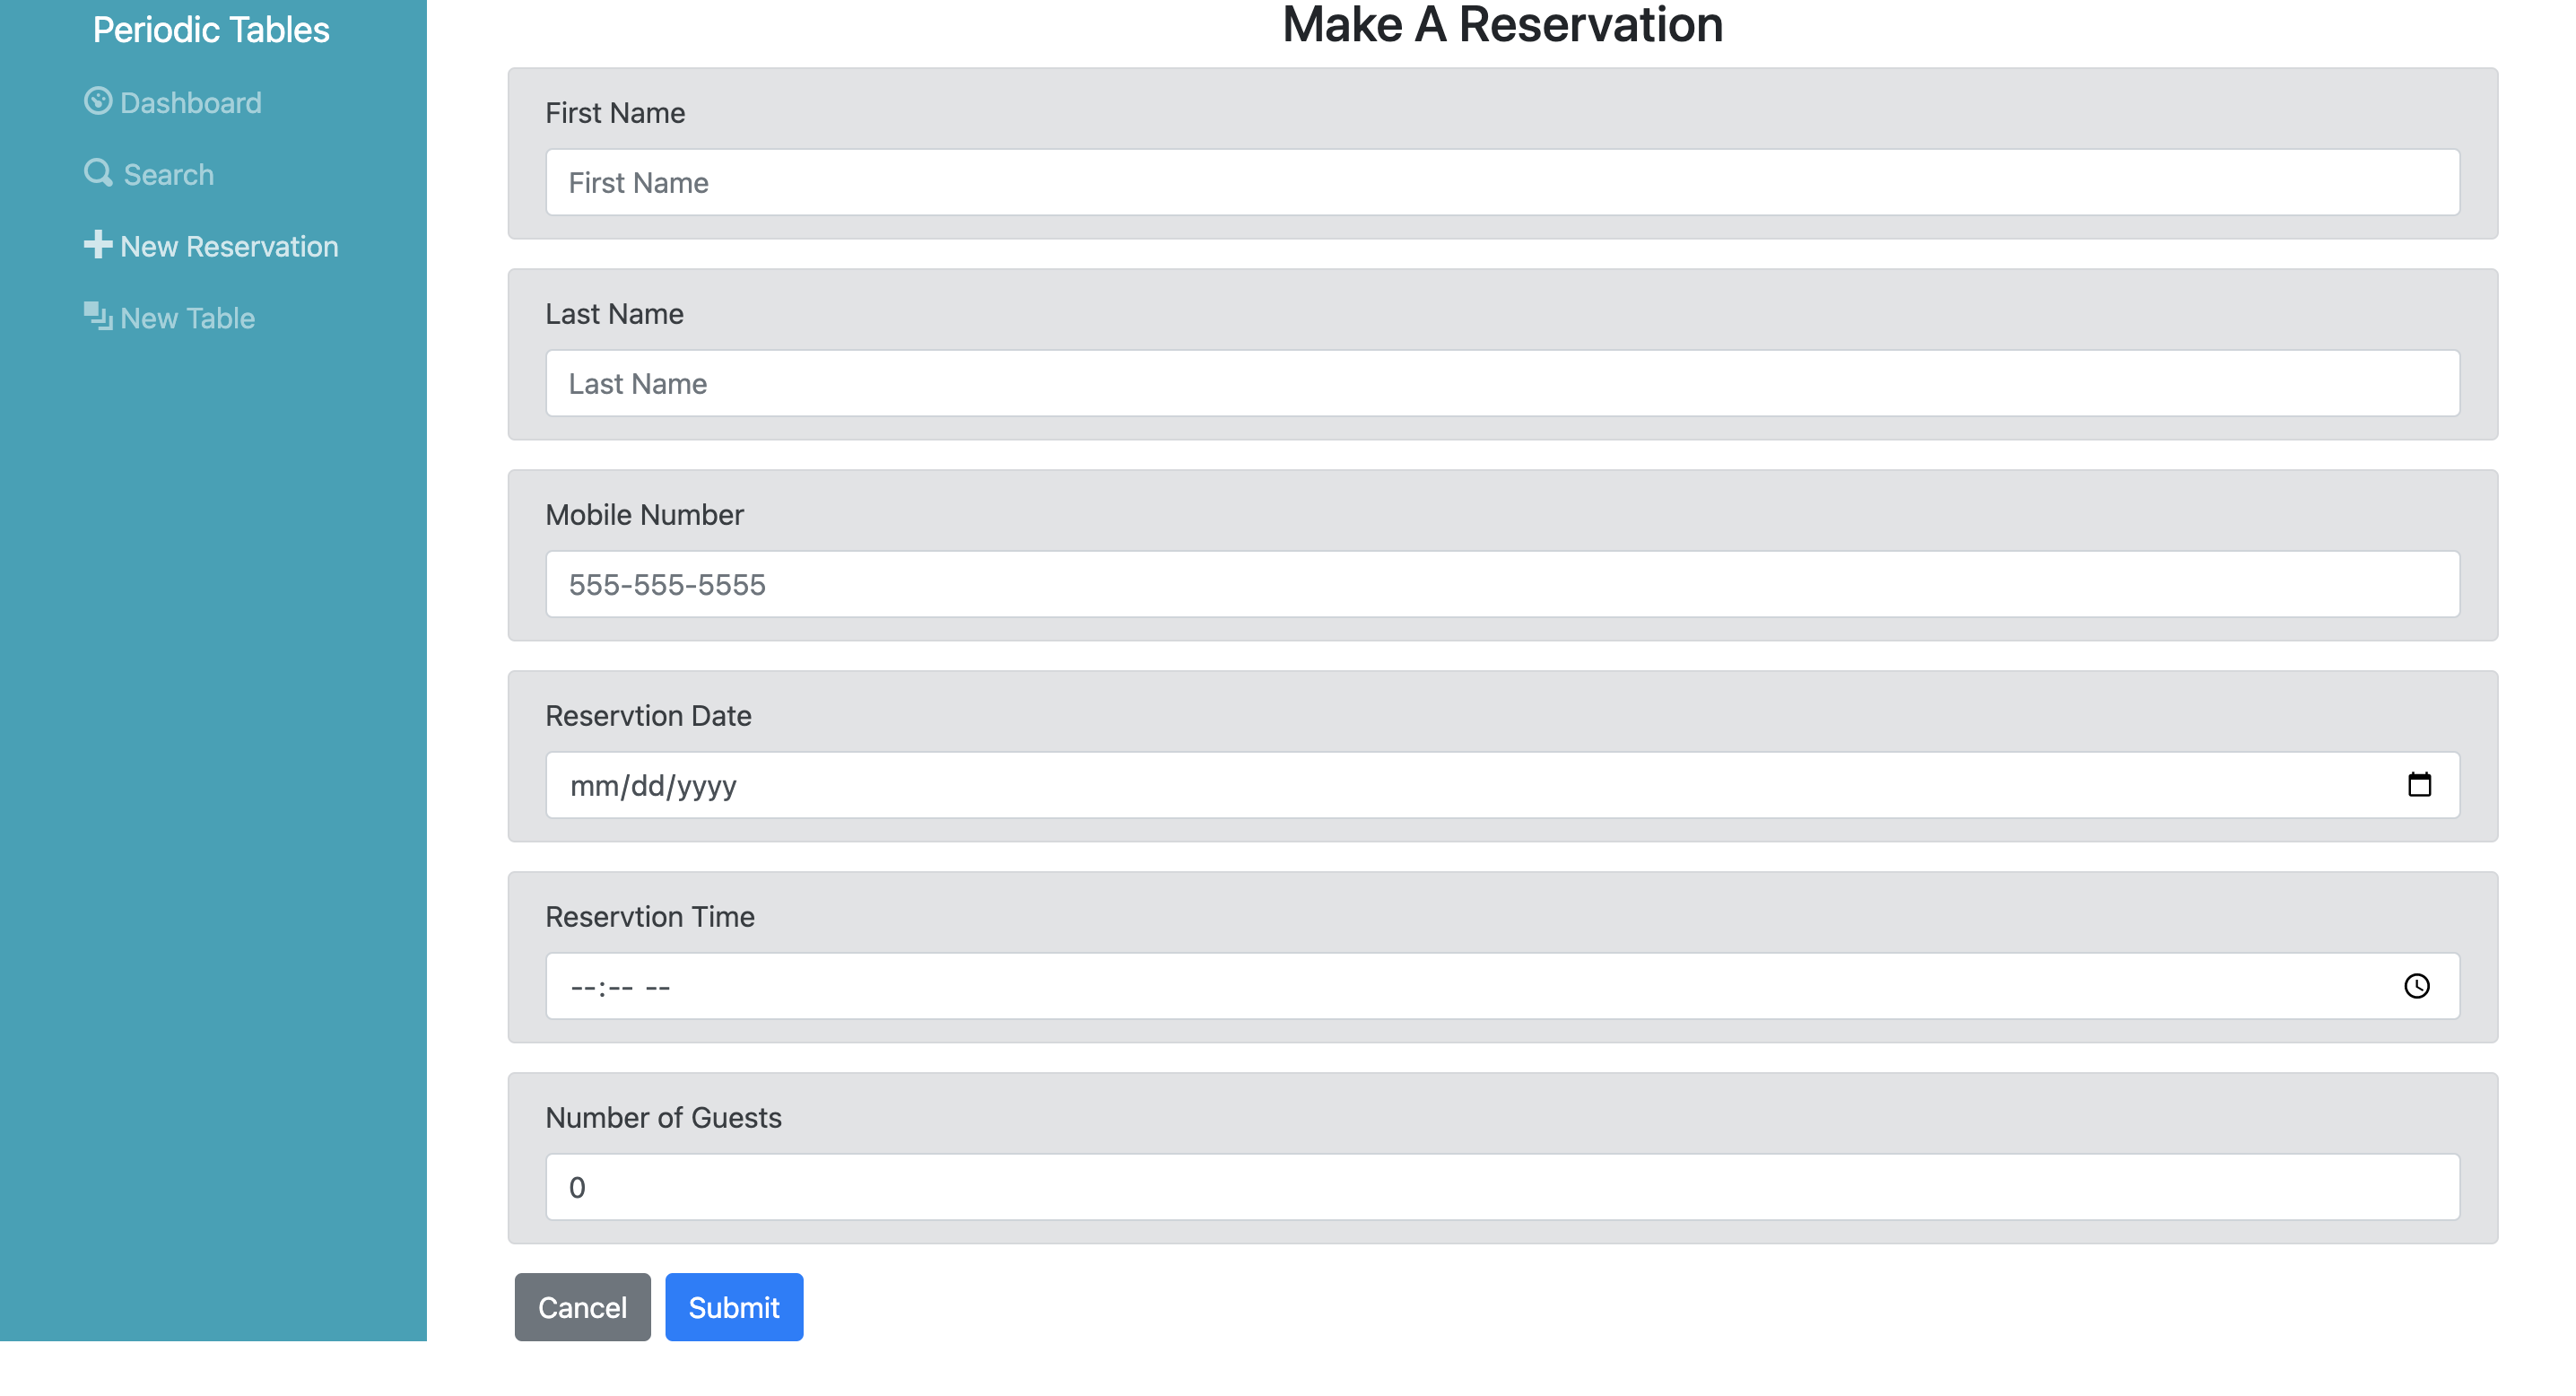 Periodic Tables
Dashboard
Search
New Reservation
New Table
Make A Reservation
First Name
First Name
Last Name
Last Name
Mobile Number
555-555-5555
Reservtion Date
mm/dd/yyyy
Reservtion Time
--:-- --
Number of Guests
0
Cancel Submit